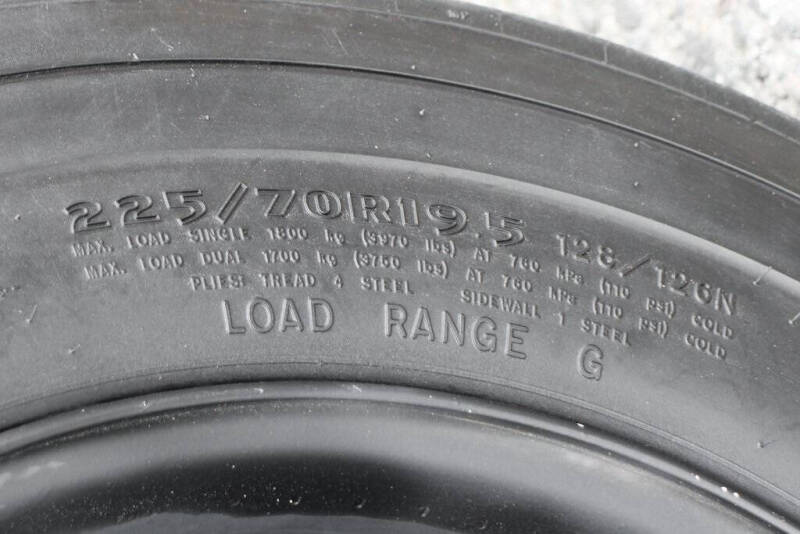 225/70R19.5 128/126N
MAX. LOAD SINGLE 1800 kg (3970 lbs) AT 760 kPa (110 psi) COLD
MAX. LOAD DUAL 1700 kg (3750 lbs) AT 760 kPa (110 psi) COLD
PLIES: TREAD 4 STEEL SIDEWALL 1 STEEL
LOAD RANGE G